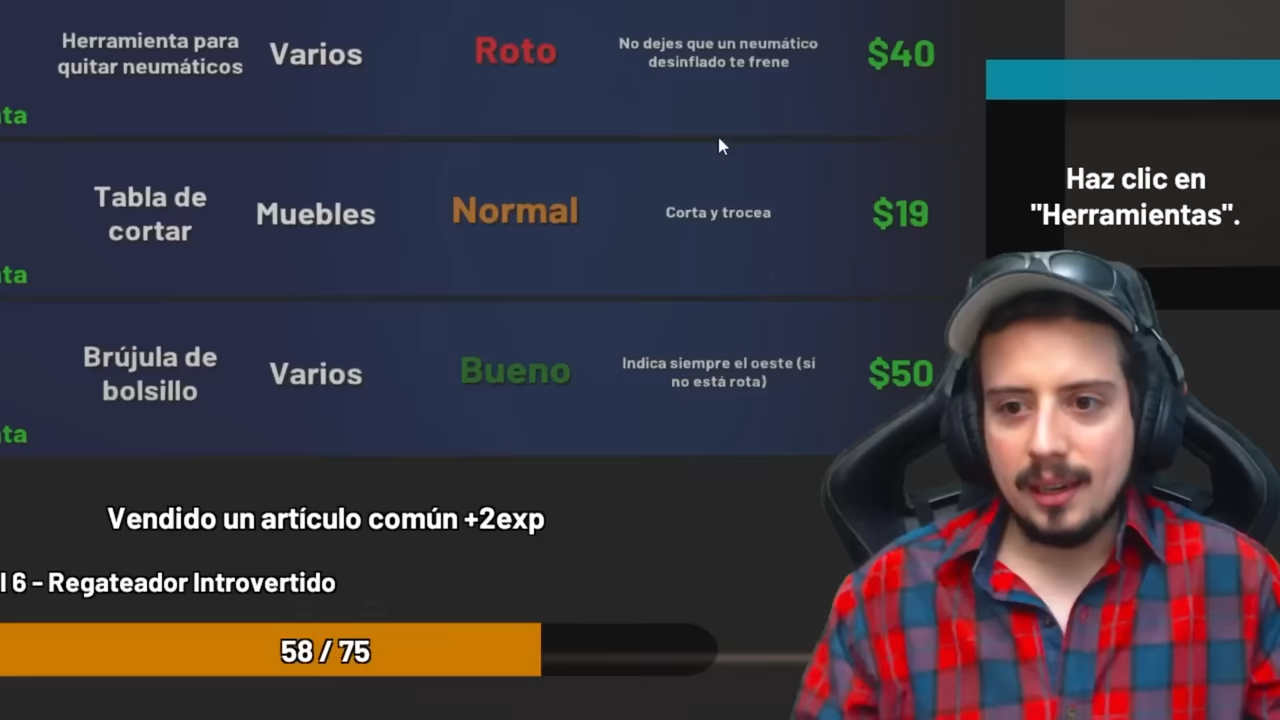 Herramienta para
quitar neumáticos
Varios
Roto
No dejes que un neumático
desinflado te frene
$40
nta
Haz clic en
"Herramientas".
Tabla de
cortar
Muebles
Normal
Corta y trocea
$19
nta
Brújula de
bolsillo
Varios
Bueno
Indica siempre el oeste (si
no está rota)
$50
nta
Vendido un artículo común +2exp
l 6 - Regateador Introvertido
58 / 75